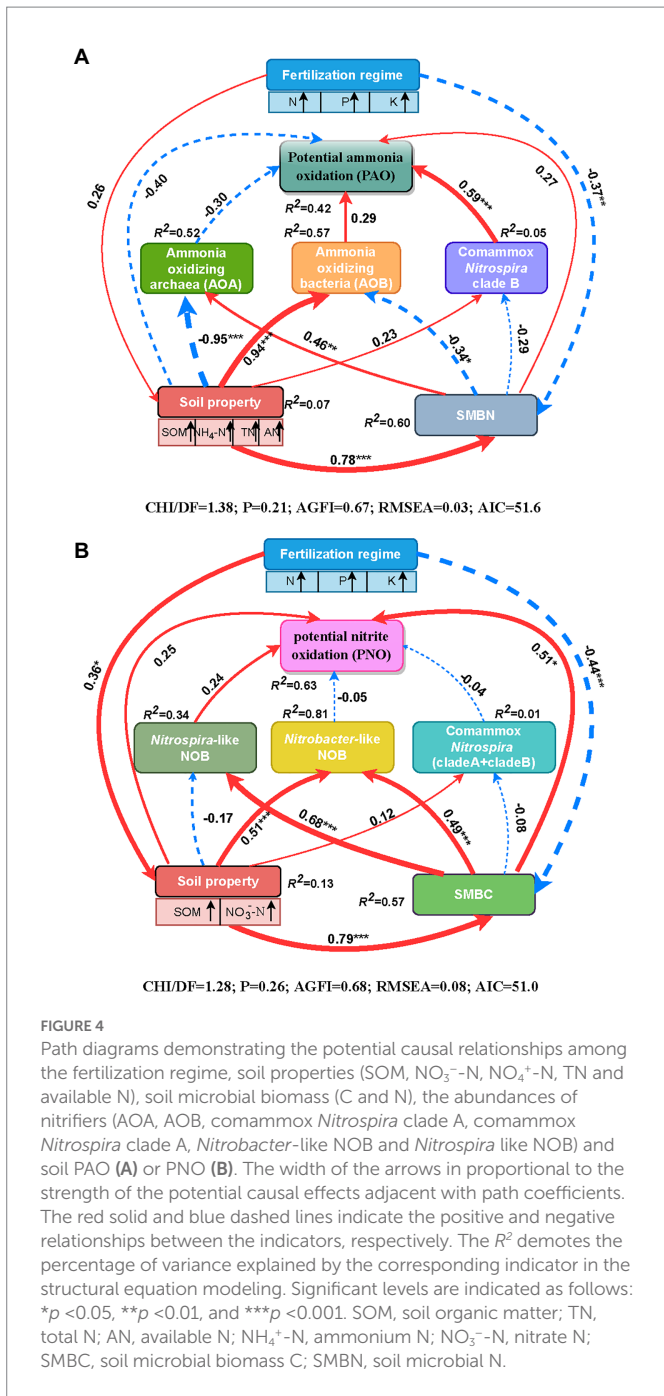 A
Fertilization regime
N P K
Potential ammonia
oxidation (PAO)
0.26
-0.40
-0.30
R²=0.42
0.29
0.59***
0.27
-0.37**
R²=0.52
R²=0.57
R²=0.05
Ammonia
oxidizing
archaea (AOA)
Ammonia
oxidizing
bacteria (AOB)
Comammox
Nitrospira
clade B
-0.95***
0.94***
0.46**
0.23
-0.34*
-0.29
Soil property
R²=0.07
SOM NH₄-N TN AN
R²=0.60
SMBN
0.78***
CHI/DF=1.38; P=0.21; AGFI=0.67; RMSEA=0.03; AIC=51.6
B
Fertilization regime
N P K
potential nitrite
oxidation (PNO)
0.36*
0.25
0.24
R²=0.63
-0.05
-0.04
0.51*
-0.44***
R²=0.34
R²=0.81
R²=0.01
Nitrospira-like
NOB
Nitrobacter-like
NOB
Comammox
Nitrospira
(cladeA+cladeB)
-0.17
0.51***
0.68***
0.12
0.49***
-0.08
Soil property
R²=0.13
SOM NO₃⁻-N
R²=0.57
SMBC
0.79***
CHI/DF=1.28; P=0.26; AGFI=0.68; RMSEA=0.08; AIC=51.0
FIGURE 4
Path diagrams demonstrating the potential causal relationships among
the fertilization regime, soil properties (SOM, NO₃⁻-N, NO₄⁺-N, TN and
available N), soil microbial biomass (C and N), the abundances of
nitrifiers (AOA, AOB, comammox Nitrospira clade A, comammox
Nitrospira clade A, Nitrobacter-like NOB and Nitrospira like NOB) and
soil PAO (A) or PNO (B). The width of the arrows in proportional to the
strength of the potential causal effects adjacent with path coefficients.
The red solid and blue dashed lines indicate the positive and negative
relationships between the indicators, respectively. The R² demotes the
percentage of variance explained by the corresponding indicator in the
structural equation modeling. Significant levels are indicated as follows:
*p <0.05, **p <0.01, and ***p <0.001. SOM, soil organic matter; TN,
total N; AN, available N; NH₄⁺-N, ammonium N; NO₃⁻-N, nitrate N;
SMBC, soil microbial biomass C; SMBN, soil microbial N.